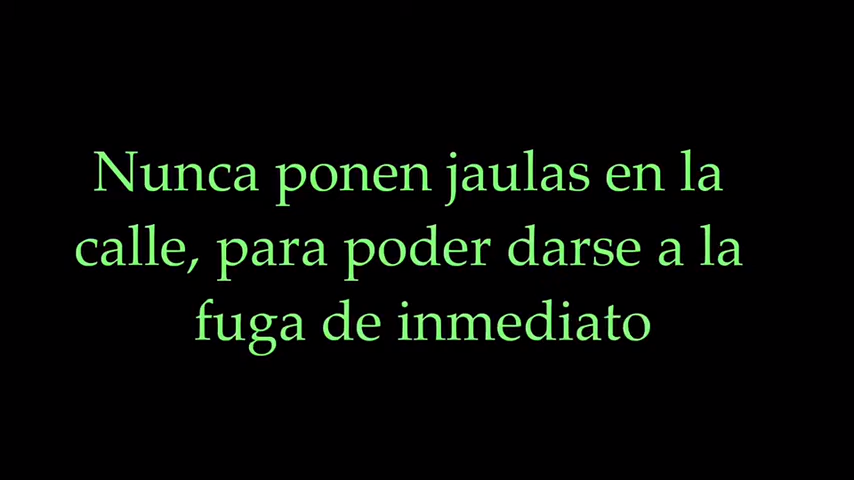 Nunca ponen jaulas en la
calle, para poder darse a la
fuga de inmediato